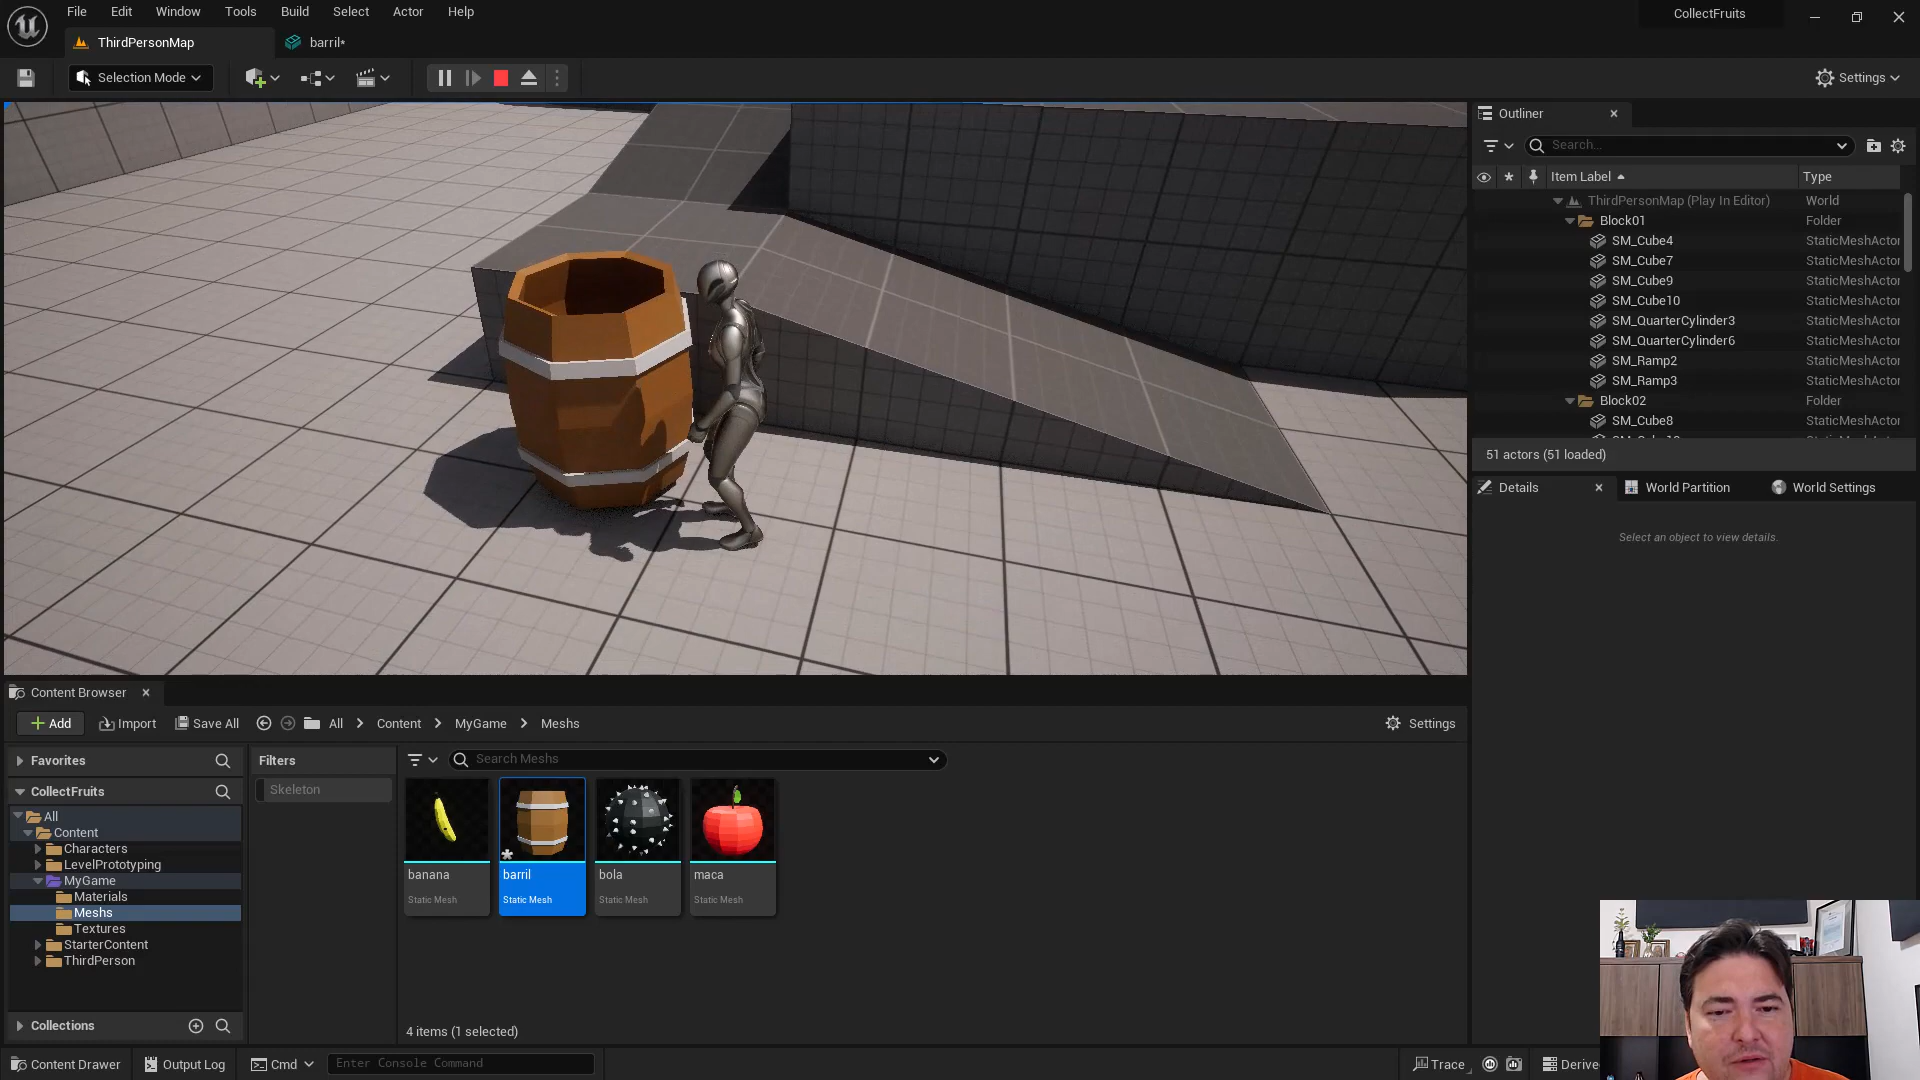 File Edit Window Tools Build Select Actor Help
CollectFruits
ThirdPersonMap
barril*
Selection Mode
Settings
Outliner
Search...
Item Label
Type
ThirdPersonMap (Play In Editor) World
Block01 Folder
SM_Cube4 StaticMeshActor
SM_Cube7 StaticMeshActor
SM_Cube9 StaticMeshActor
SM_Cube10 StaticMeshActor
SM_QuarterCylinder3 StaticMeshActor
SM_QuarterCylinder6 StaticMeshActor
SM_Ramp2 StaticMeshActor
SM_Ramp3 StaticMeshActor
Block02 Folder
SM_Cube8 StaticMeshActor
51 actors (51 loaded)
Details
World Partition
World Settings
Select an object to view details.
Content Browser
Add Import Save All All Content MyGame Meshs
Settings
Favorites
Filters
Search Meshs
CollectFruits
Skeleton
All
Content
Characters
LevelPrototyping
MyGame
Materials
Meshs
Textures
StarterContent
ThirdPerson
banana
Static Mesh
barril
Static Mesh
bola
Static Mesh
maca
Static Mesh
Collections
4 items (1 selected)
Content Drawer
Output Log
Cmd
Enter Console Command
Trace
Derive